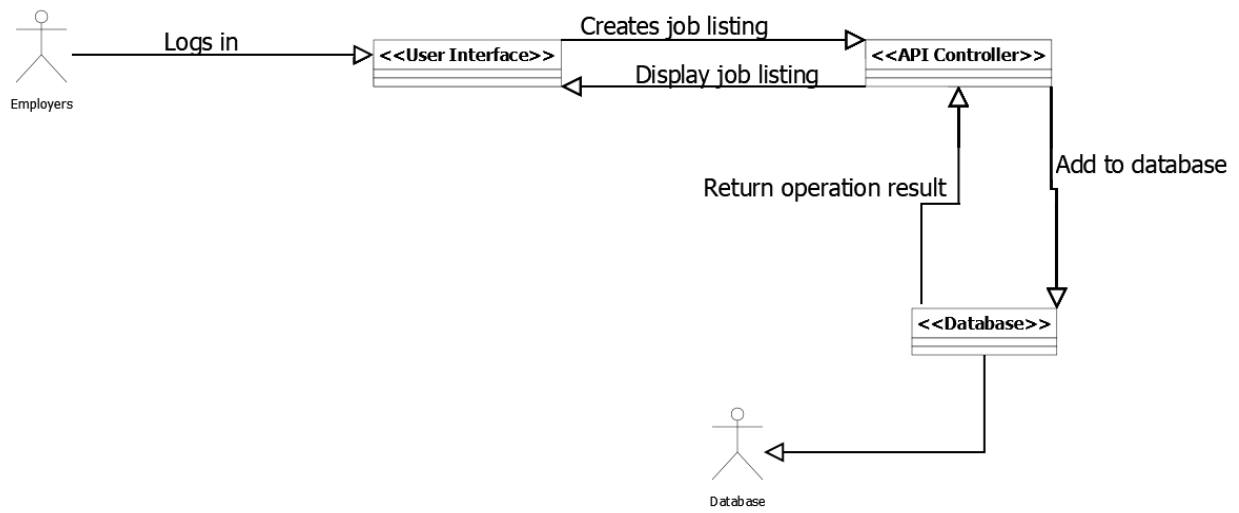 Creates job listing
Logs in
<<User Interface>>
<<API Controller>>
Display job listing
Employers
Add to database
Return operation result
<<Database>>
Database